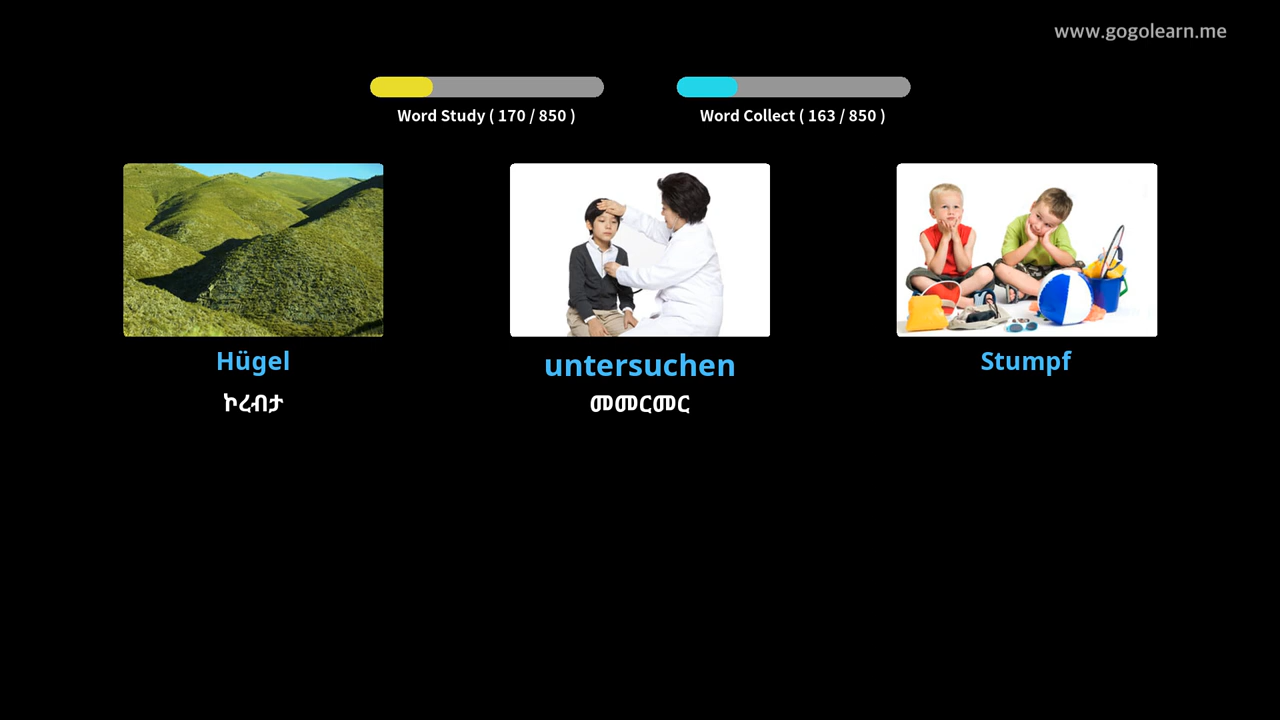 www.gogolearn.me
Word Study ( 170 / 850 )
Word Collect ( 163 / 850 )
Hügel
untersuchen
Stumpf
ኮረብታ
መመርመር